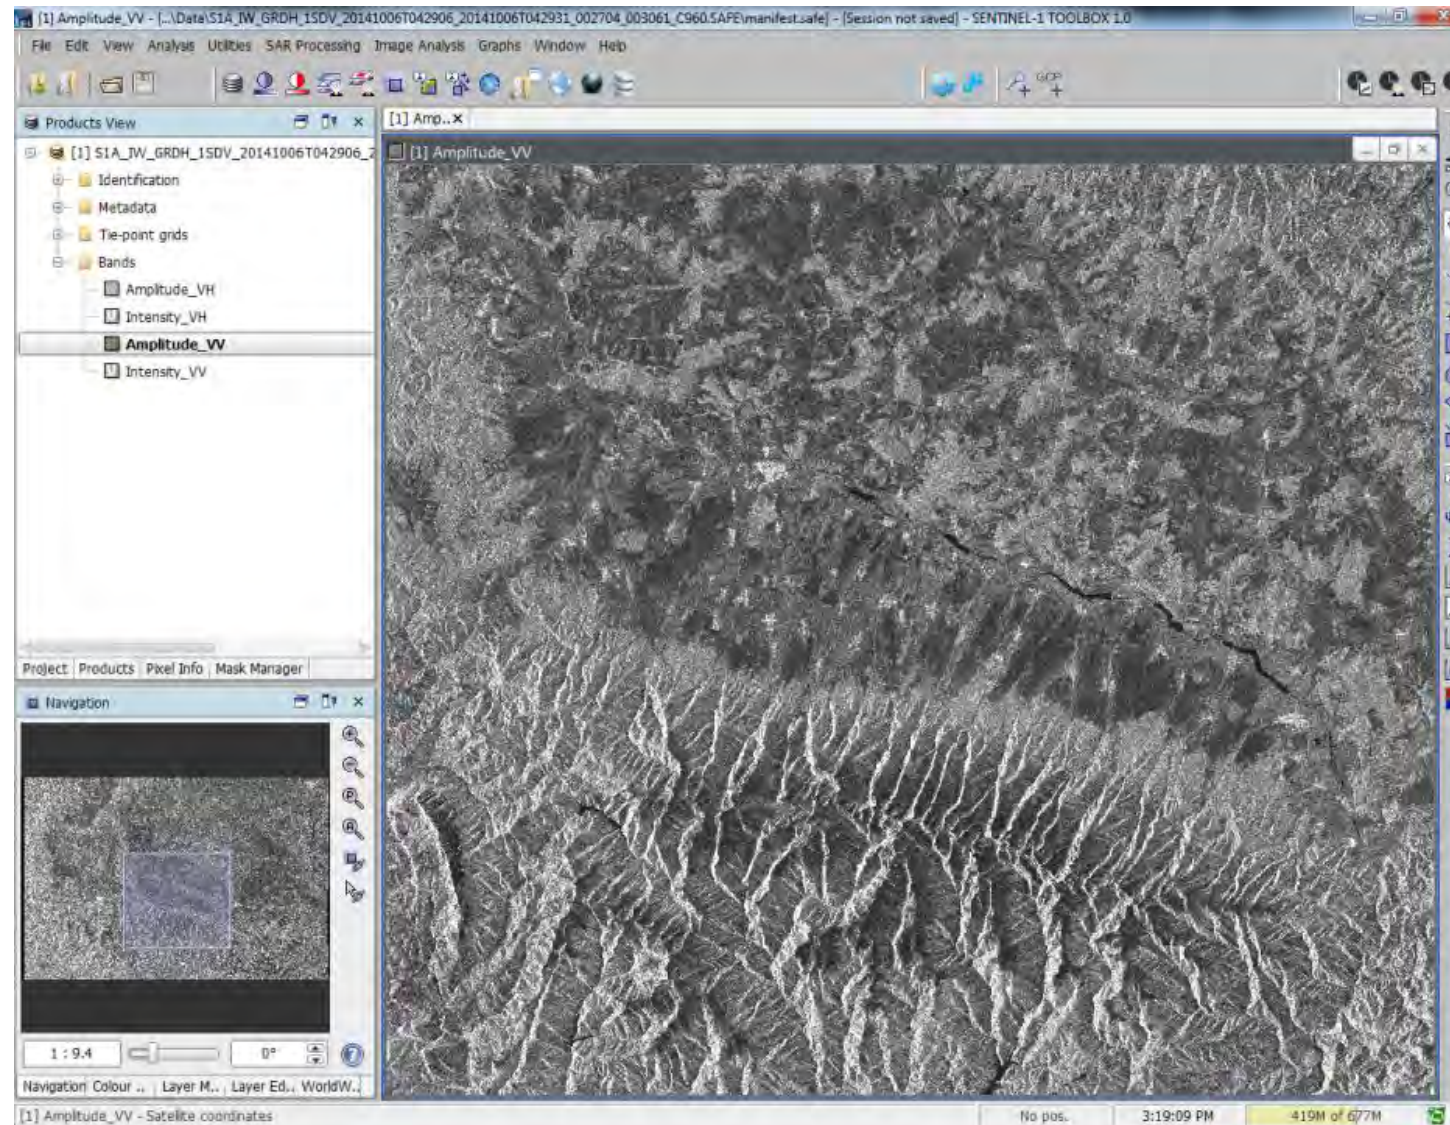 [1] Amplitude_VV - [...\Data\S1A_IW_GRDH_1SDV_20141006T042906_20141006T042931_002704_003061_C960.SAFE\manifest.safe] - [Session not saved] - SENTINEL-1 TOOLBOX 1.0
File Edit View Analysis Utilities SAR Processing Image Analysis Graphs Window Help
GCP
Products View
[1] Amp..
[1] S1A_IW_GRDH_1SDV_20141006T042906_2
[1] Amplitude_VV
Identification
Metadata
Tie-point grids
Bands
Amplitude_VH
Intensity_VH
Amplitude_VV
Intensity_VV
Project Products Pixel Info Mask Manager
Navigation
1 : 9.4 0°
Navigation Colour .. Layer M.. Layer Ed.. WorldW..
[1] Amplitude_VV - Satellite coordinates No pos. 3:19:09 PM 419M of 677M